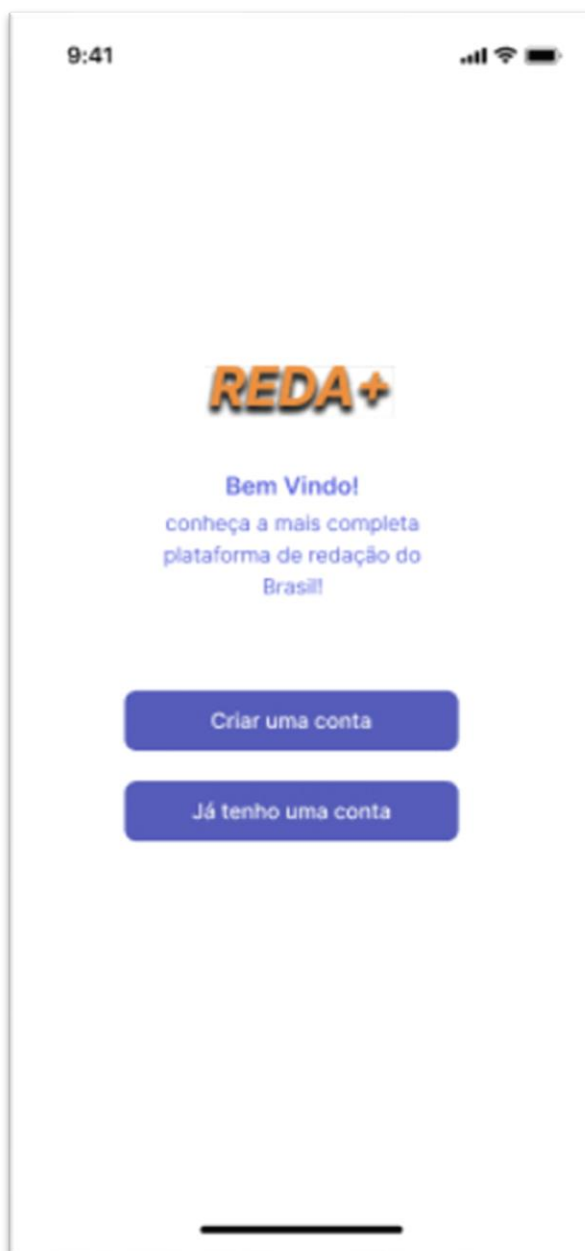 9:41
REDA+
Bem Vindo!
conheça a mais completa
plataforma de redação do
Brasil!
Criar uma conta
Já tenho uma conta